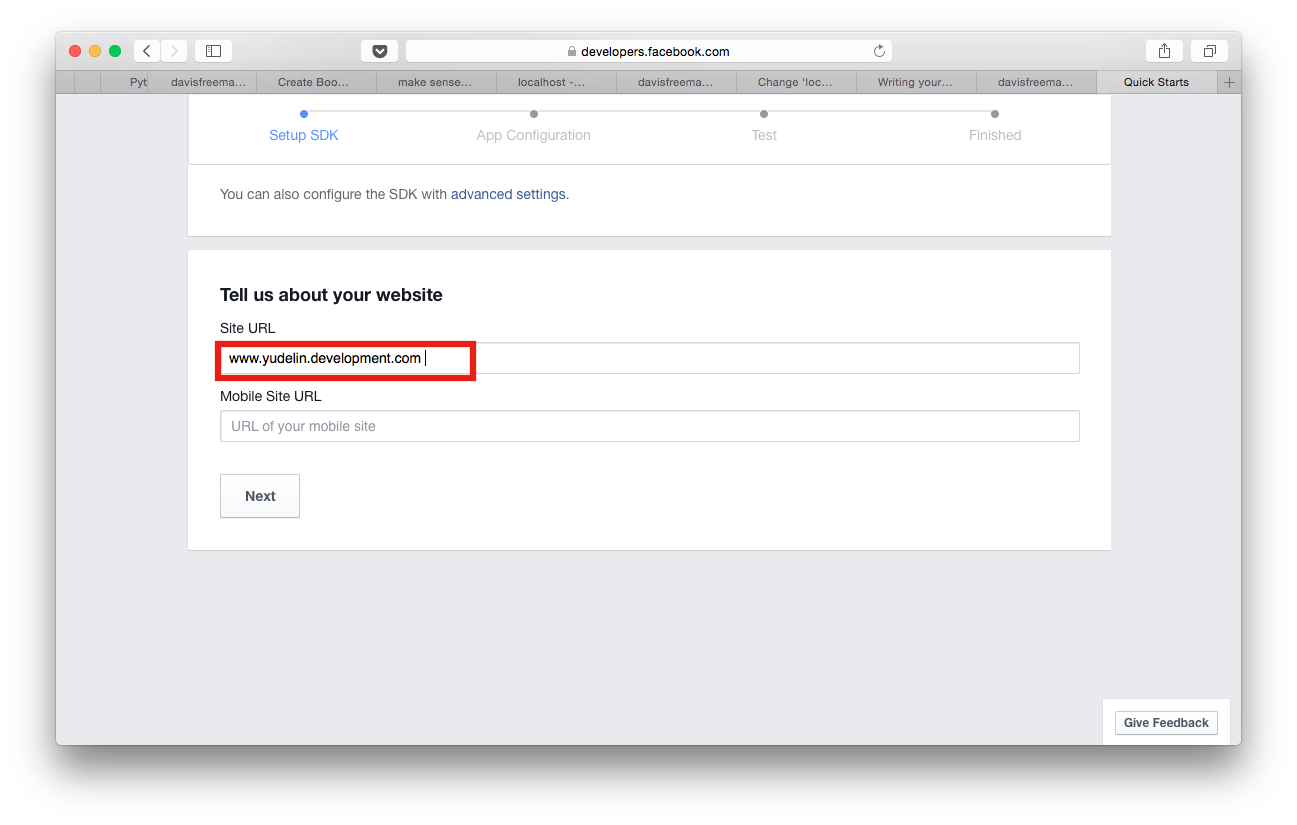 developers.facebook.com
Pyt
davisfreema…
Create Boo…
make sense…
localhost -…
davisfreema…
Change ‘loc…
Writing your…
davisfreema…
Quick Starts
Setup SDK
App Configuration
Test
Finished
You can also configure the SDK with advanced settings.
Tell us about your website
Site URL
www.yudelin.development.com
Mobile Site URL
URL of your mobile site
Next
Give Feedback